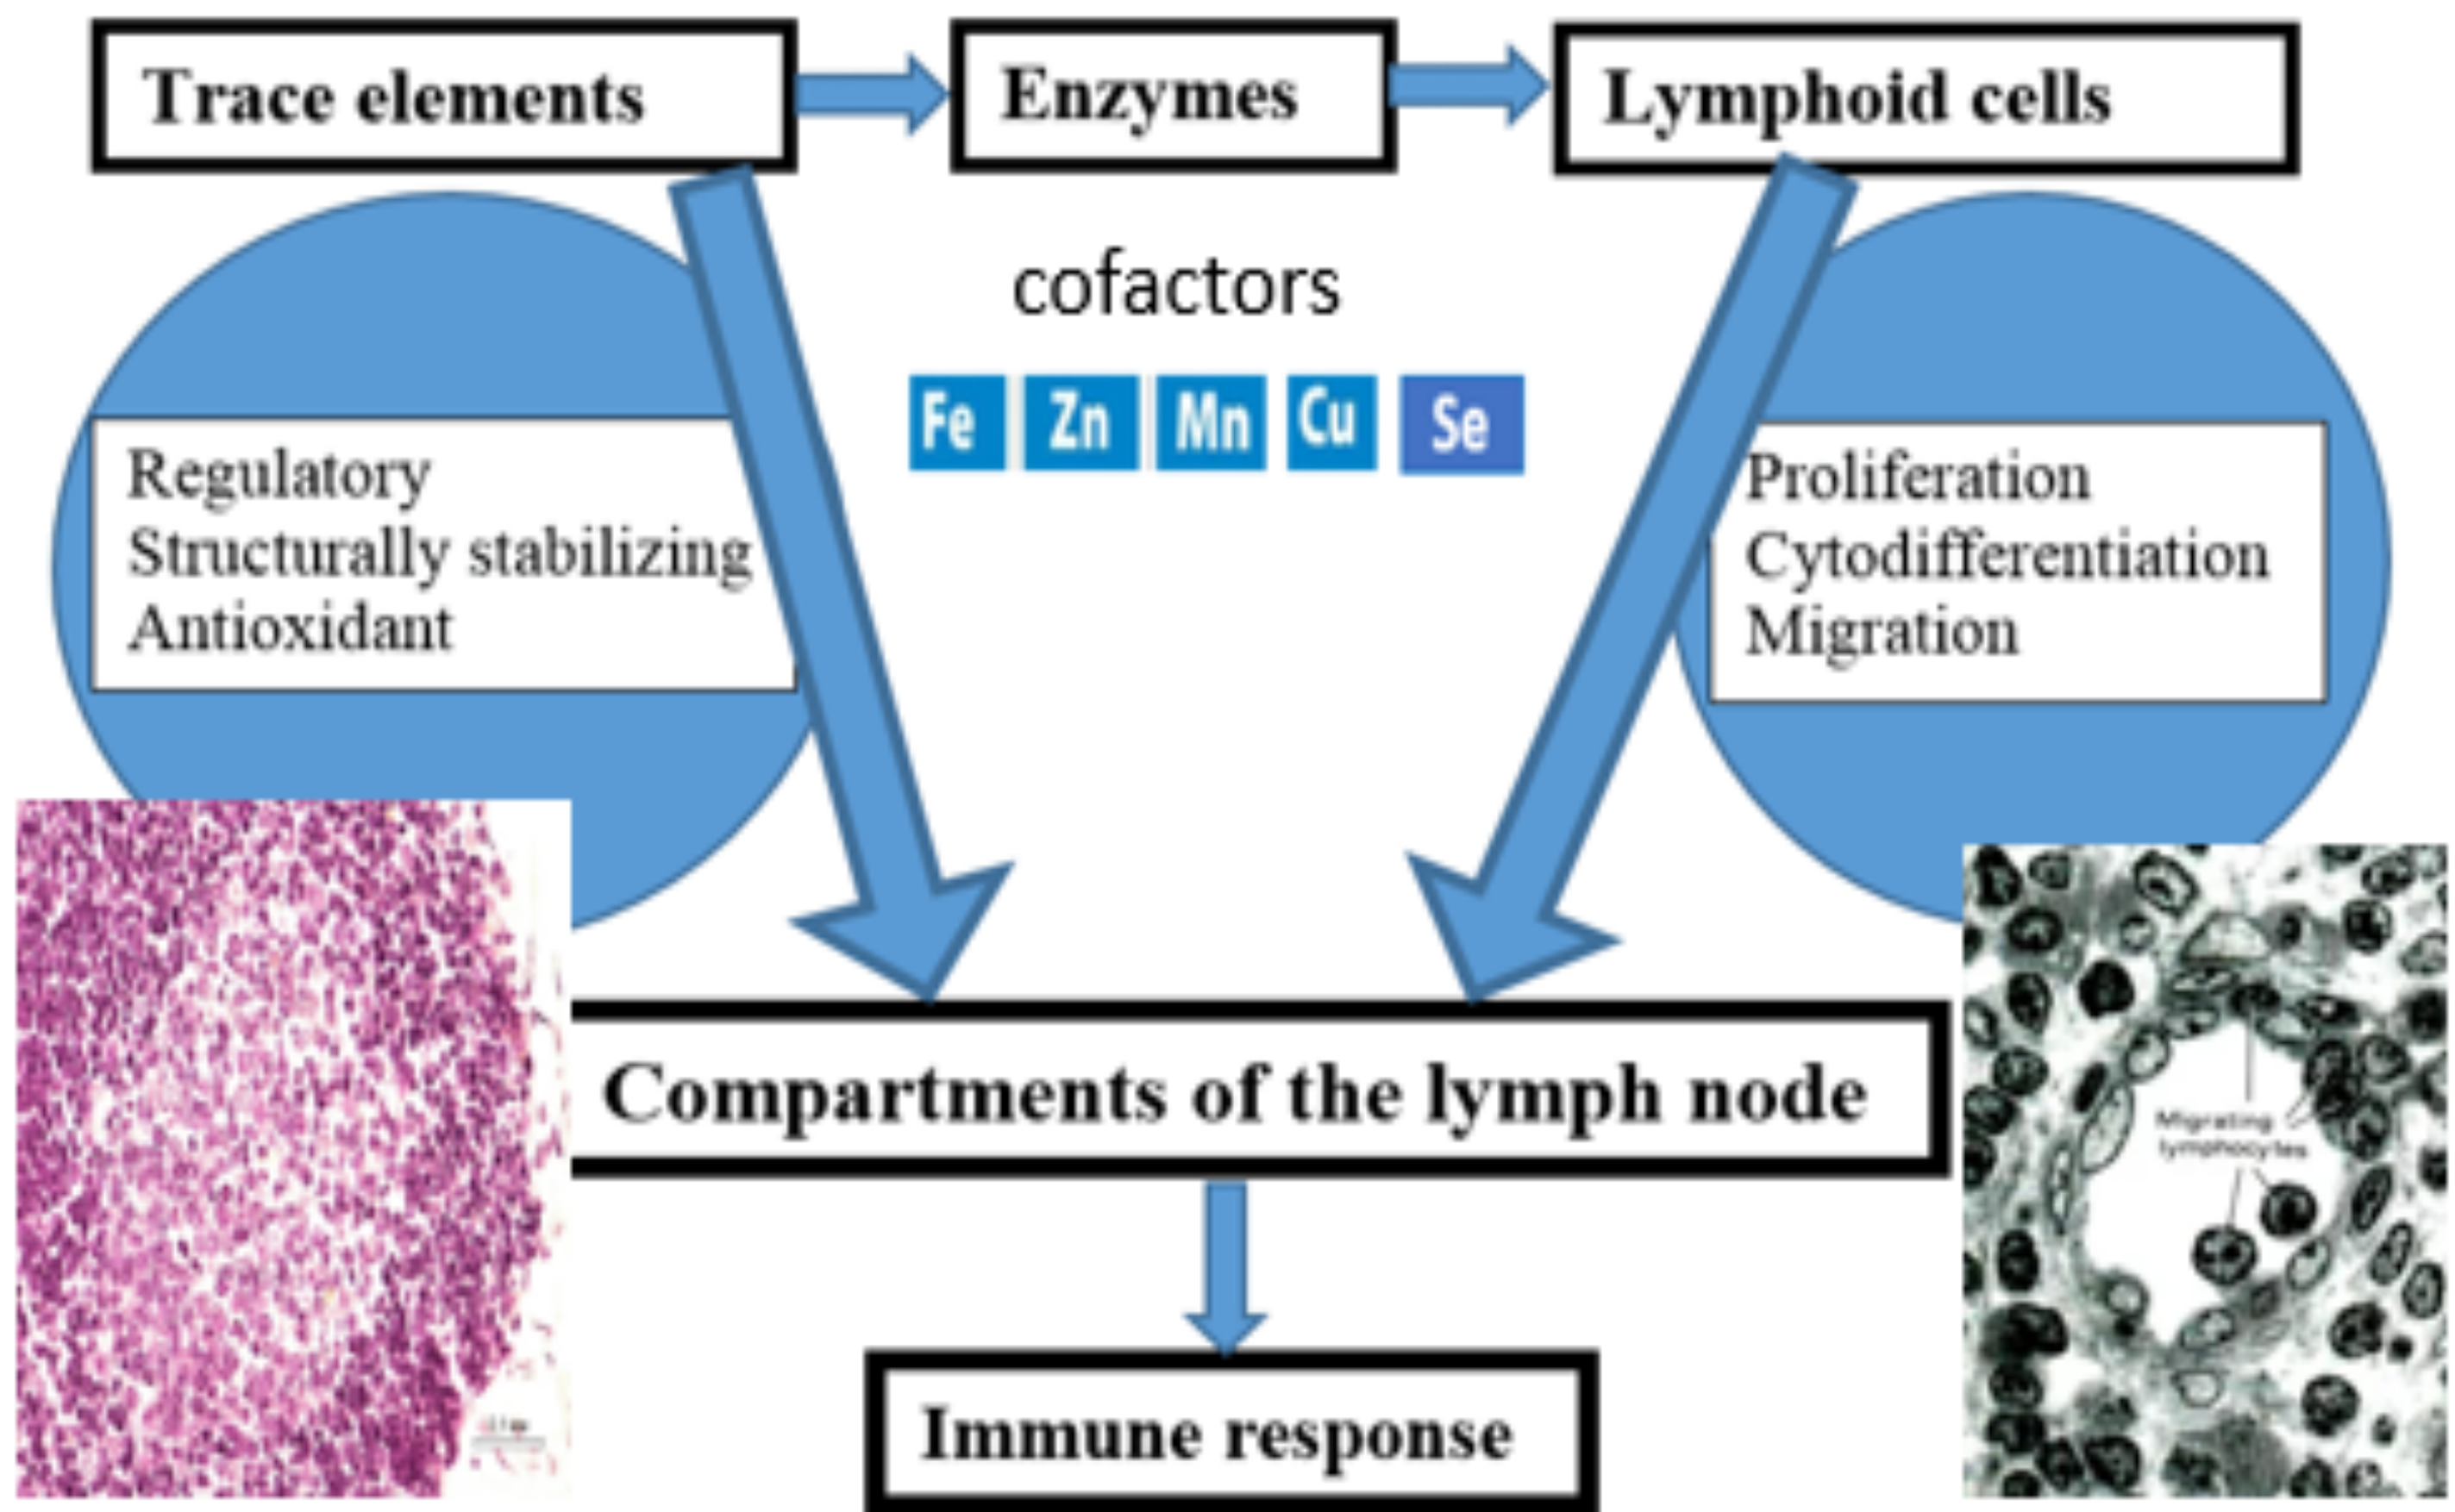 Trace elements
Enzymes
Lymphoid cells
cofactors
Fe Zn Mn Cu Se
Regulatory
Structurally stabilizing
Antioxidant
Proliferation
Cytodifferentiation
Migration
Compartments of the lymph node
Migrating
lymphocytes
Immune response